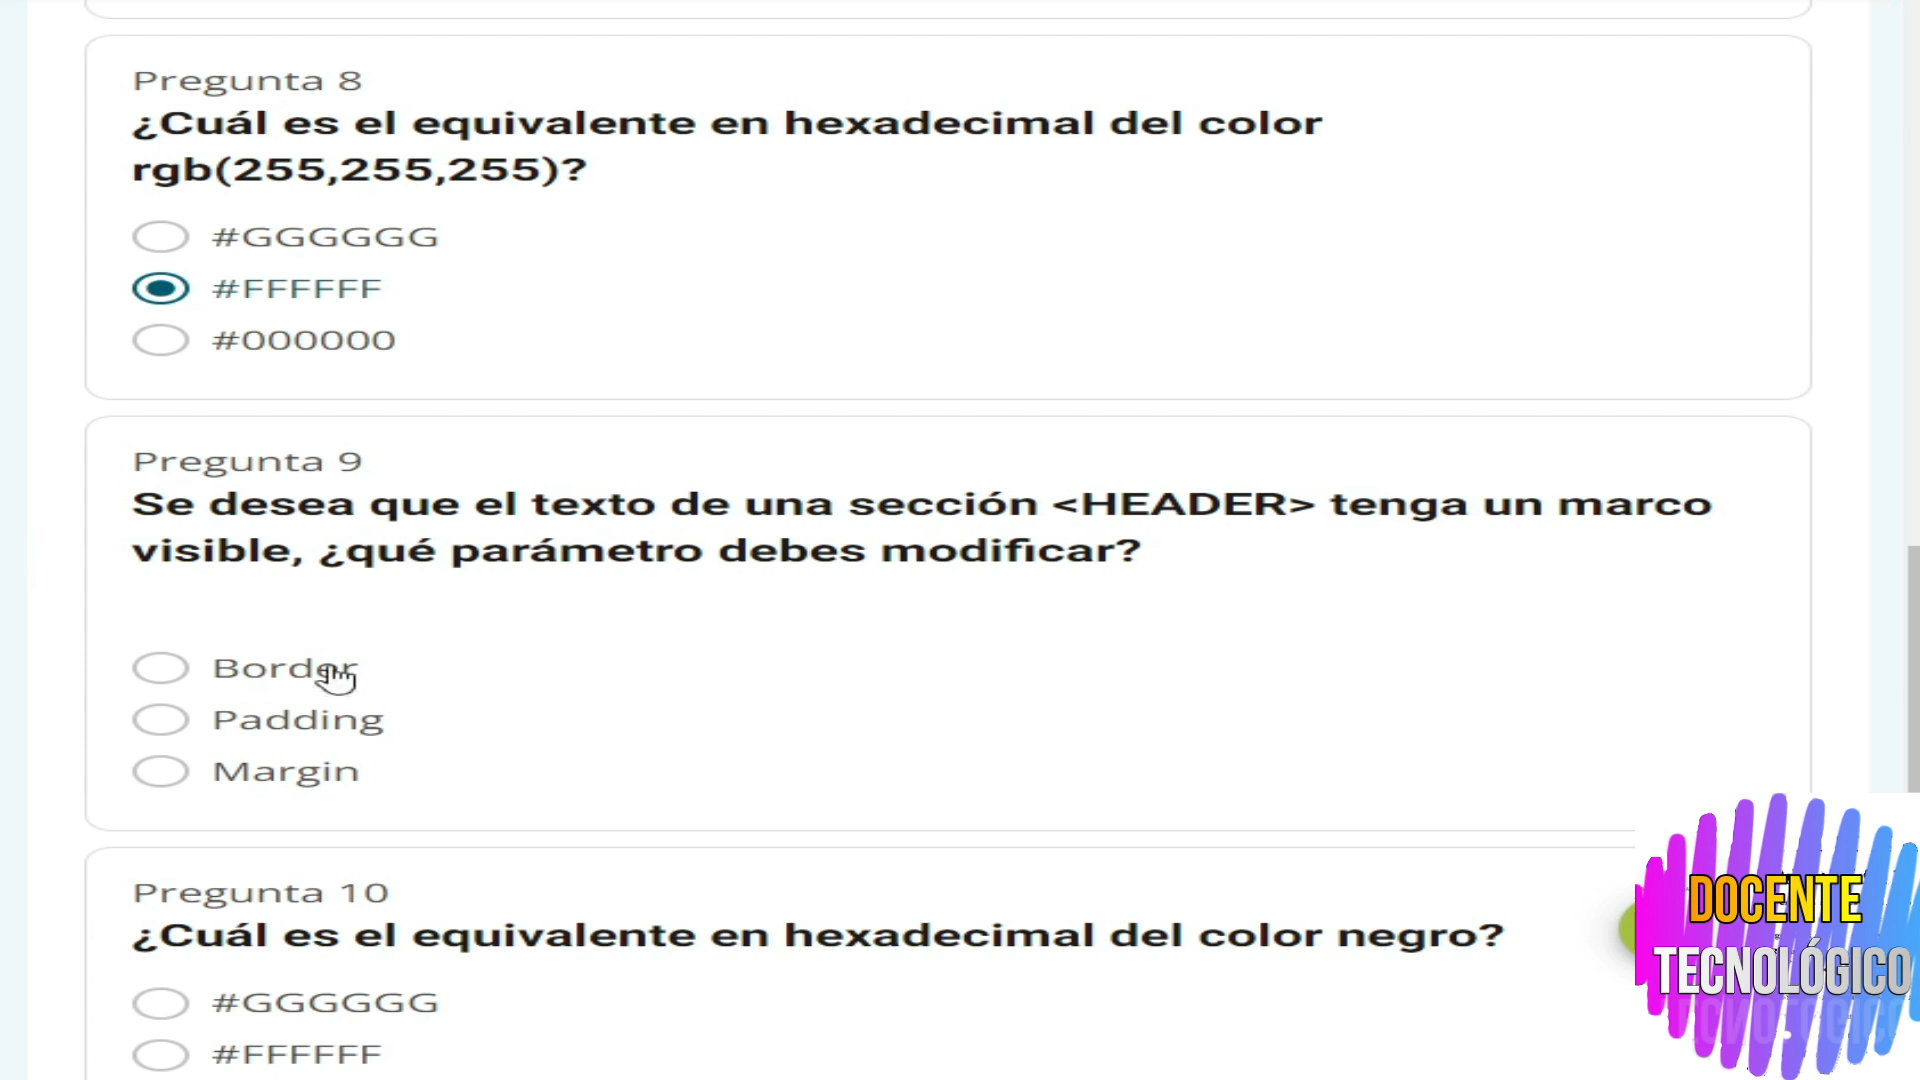 Pregunta 8
¿Cuál es el equivalente en hexadecimal del color
rgb(255,255,255)?
#GGGGGG
#FFFFFF
#000000
Pregunta 9
Se desea que el texto de una sección <HEADER> tenga un marco
visible, ¿qué parámetro debes modificar?
Border
Padding
Margin
Pregunta 10
¿Cuál es el equivalente en hexadecimal del color negro?
#GGGGGG
#FFFFFF
DOCENTE
TECNOLÓGICO